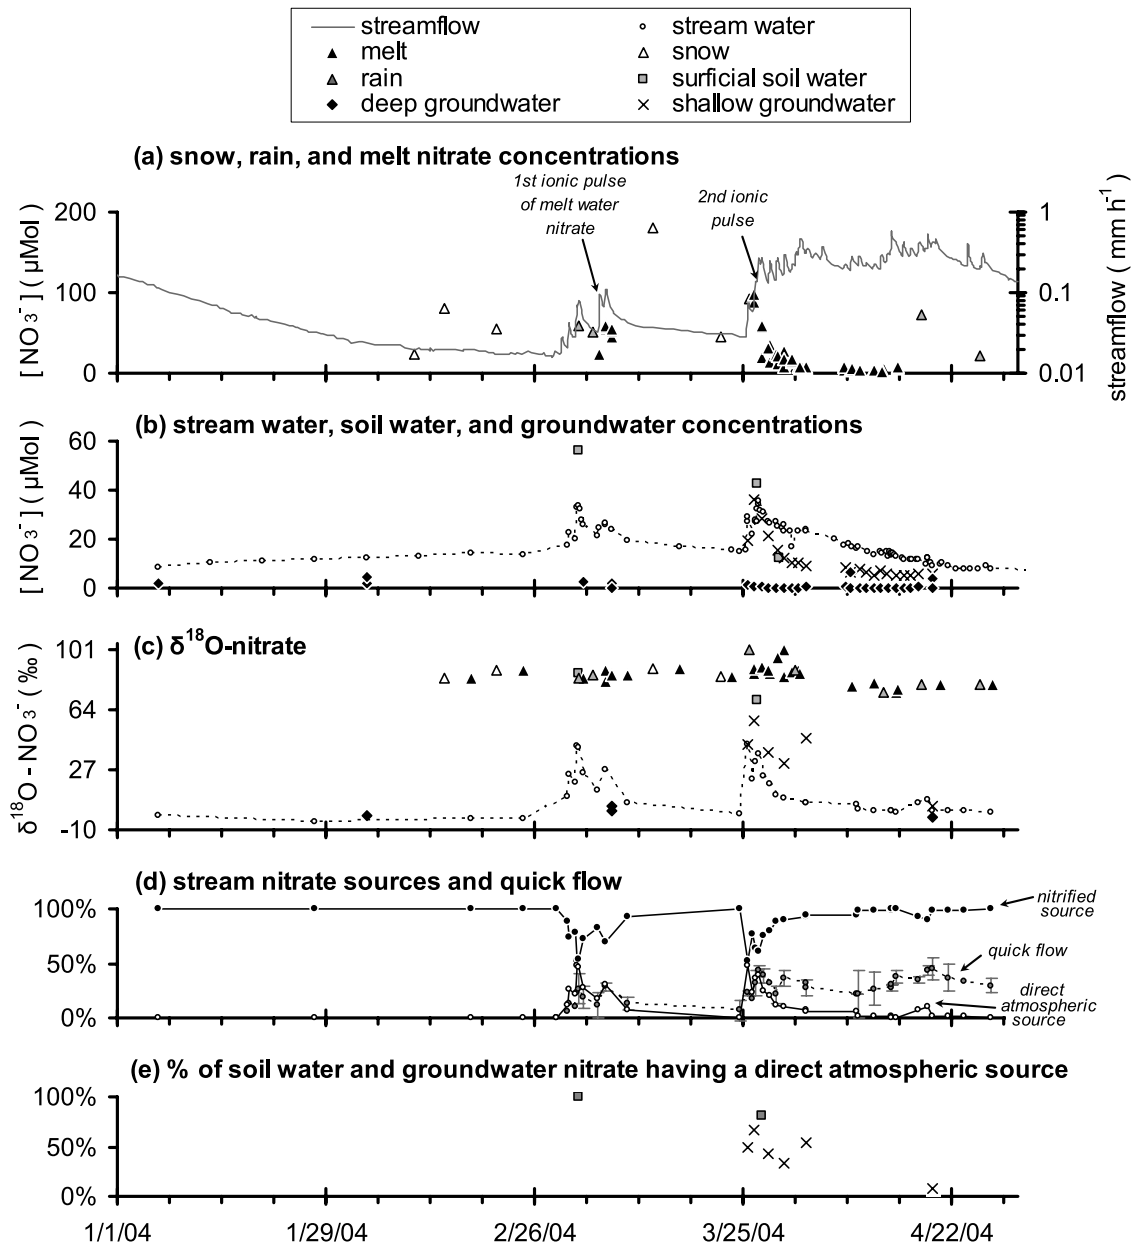 streamflow
stream water
melt
snow
rain
surficial soil water
deep groundwater
shallow groundwater
(a) snow, rain, and melt nitrate concentrations
1st ionic pulse
of melt water
nitrate
2nd ionic
pulse
[ NO3- ] ( µMol )
200
100
0
1
0.1
0.01
streamflow ( mm h-1)
(b) stream water, soil water, and groundwater concentrations
[ NO3- ] ( µMol )
60
40
20
0
(c) δ18O-nitrate
δ18O - NO3- ( ‰ )
101
64
27
-10
(d) stream nitrate sources and quick flow
100%
50%
0%
nitrified
source
quick flow
direct
atmospheric
source
(e) % of soil water and groundwater nitrate having a direct atmospheric source
100%
50%
0%
1/1/04 1/29/04 2/26/04 3/25/04 4/22/04